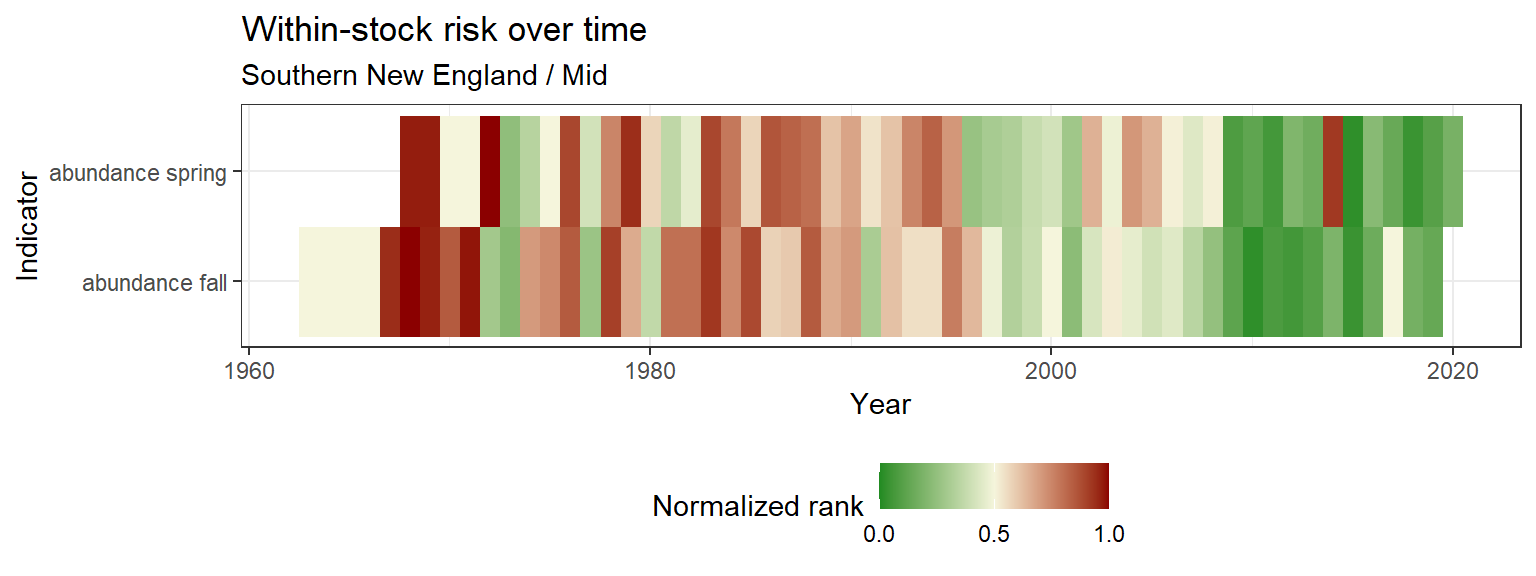 Within-stock risk over time
Southern New England / Mid
Indicator
abundance spring
abundance fall
1960 1980 2000 2020
Year
Normalized rank
0.0 0.5 1.0